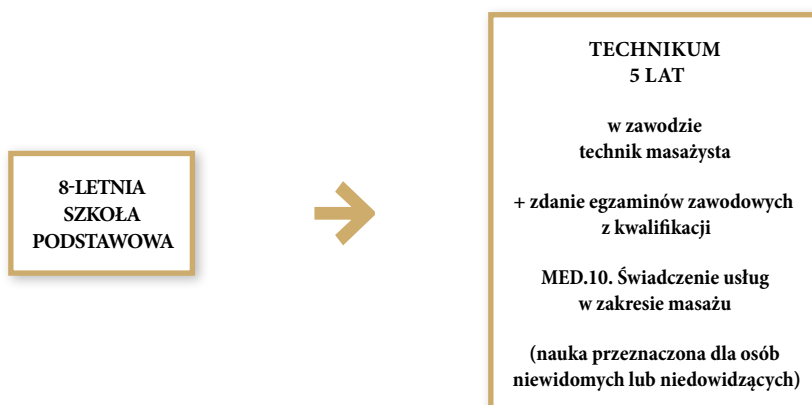 8-LETNIA
SZKOŁA
PODSTAWOWA
TECHNIKUM
5 LAT
w zawodzie
technik masażysta
+ zdanie egzaminów zawodowych
z kwalifikacji
MED.10. Świadczenie usług
w zakresie masażu
(nauka przeznaczona dla osób
niewidomych lub niedowidzących)